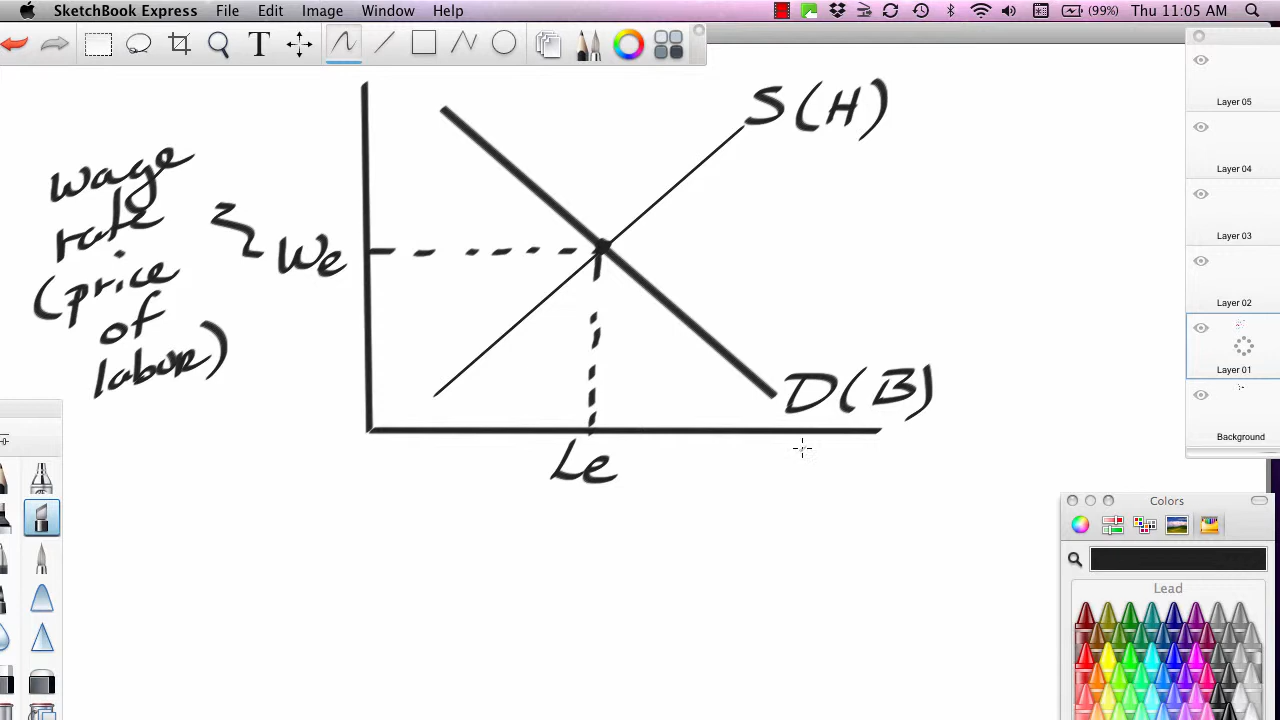 SketchBook Express File Edit Image Window Help (99%) Thu 11:05 AM
T
Layer 05
Layer 04
Layer 03
Layer 02
Layer 01
Background
S(H)
wage
rate
(price
of
labor)
We
D(B)
Le
Colors
Lead